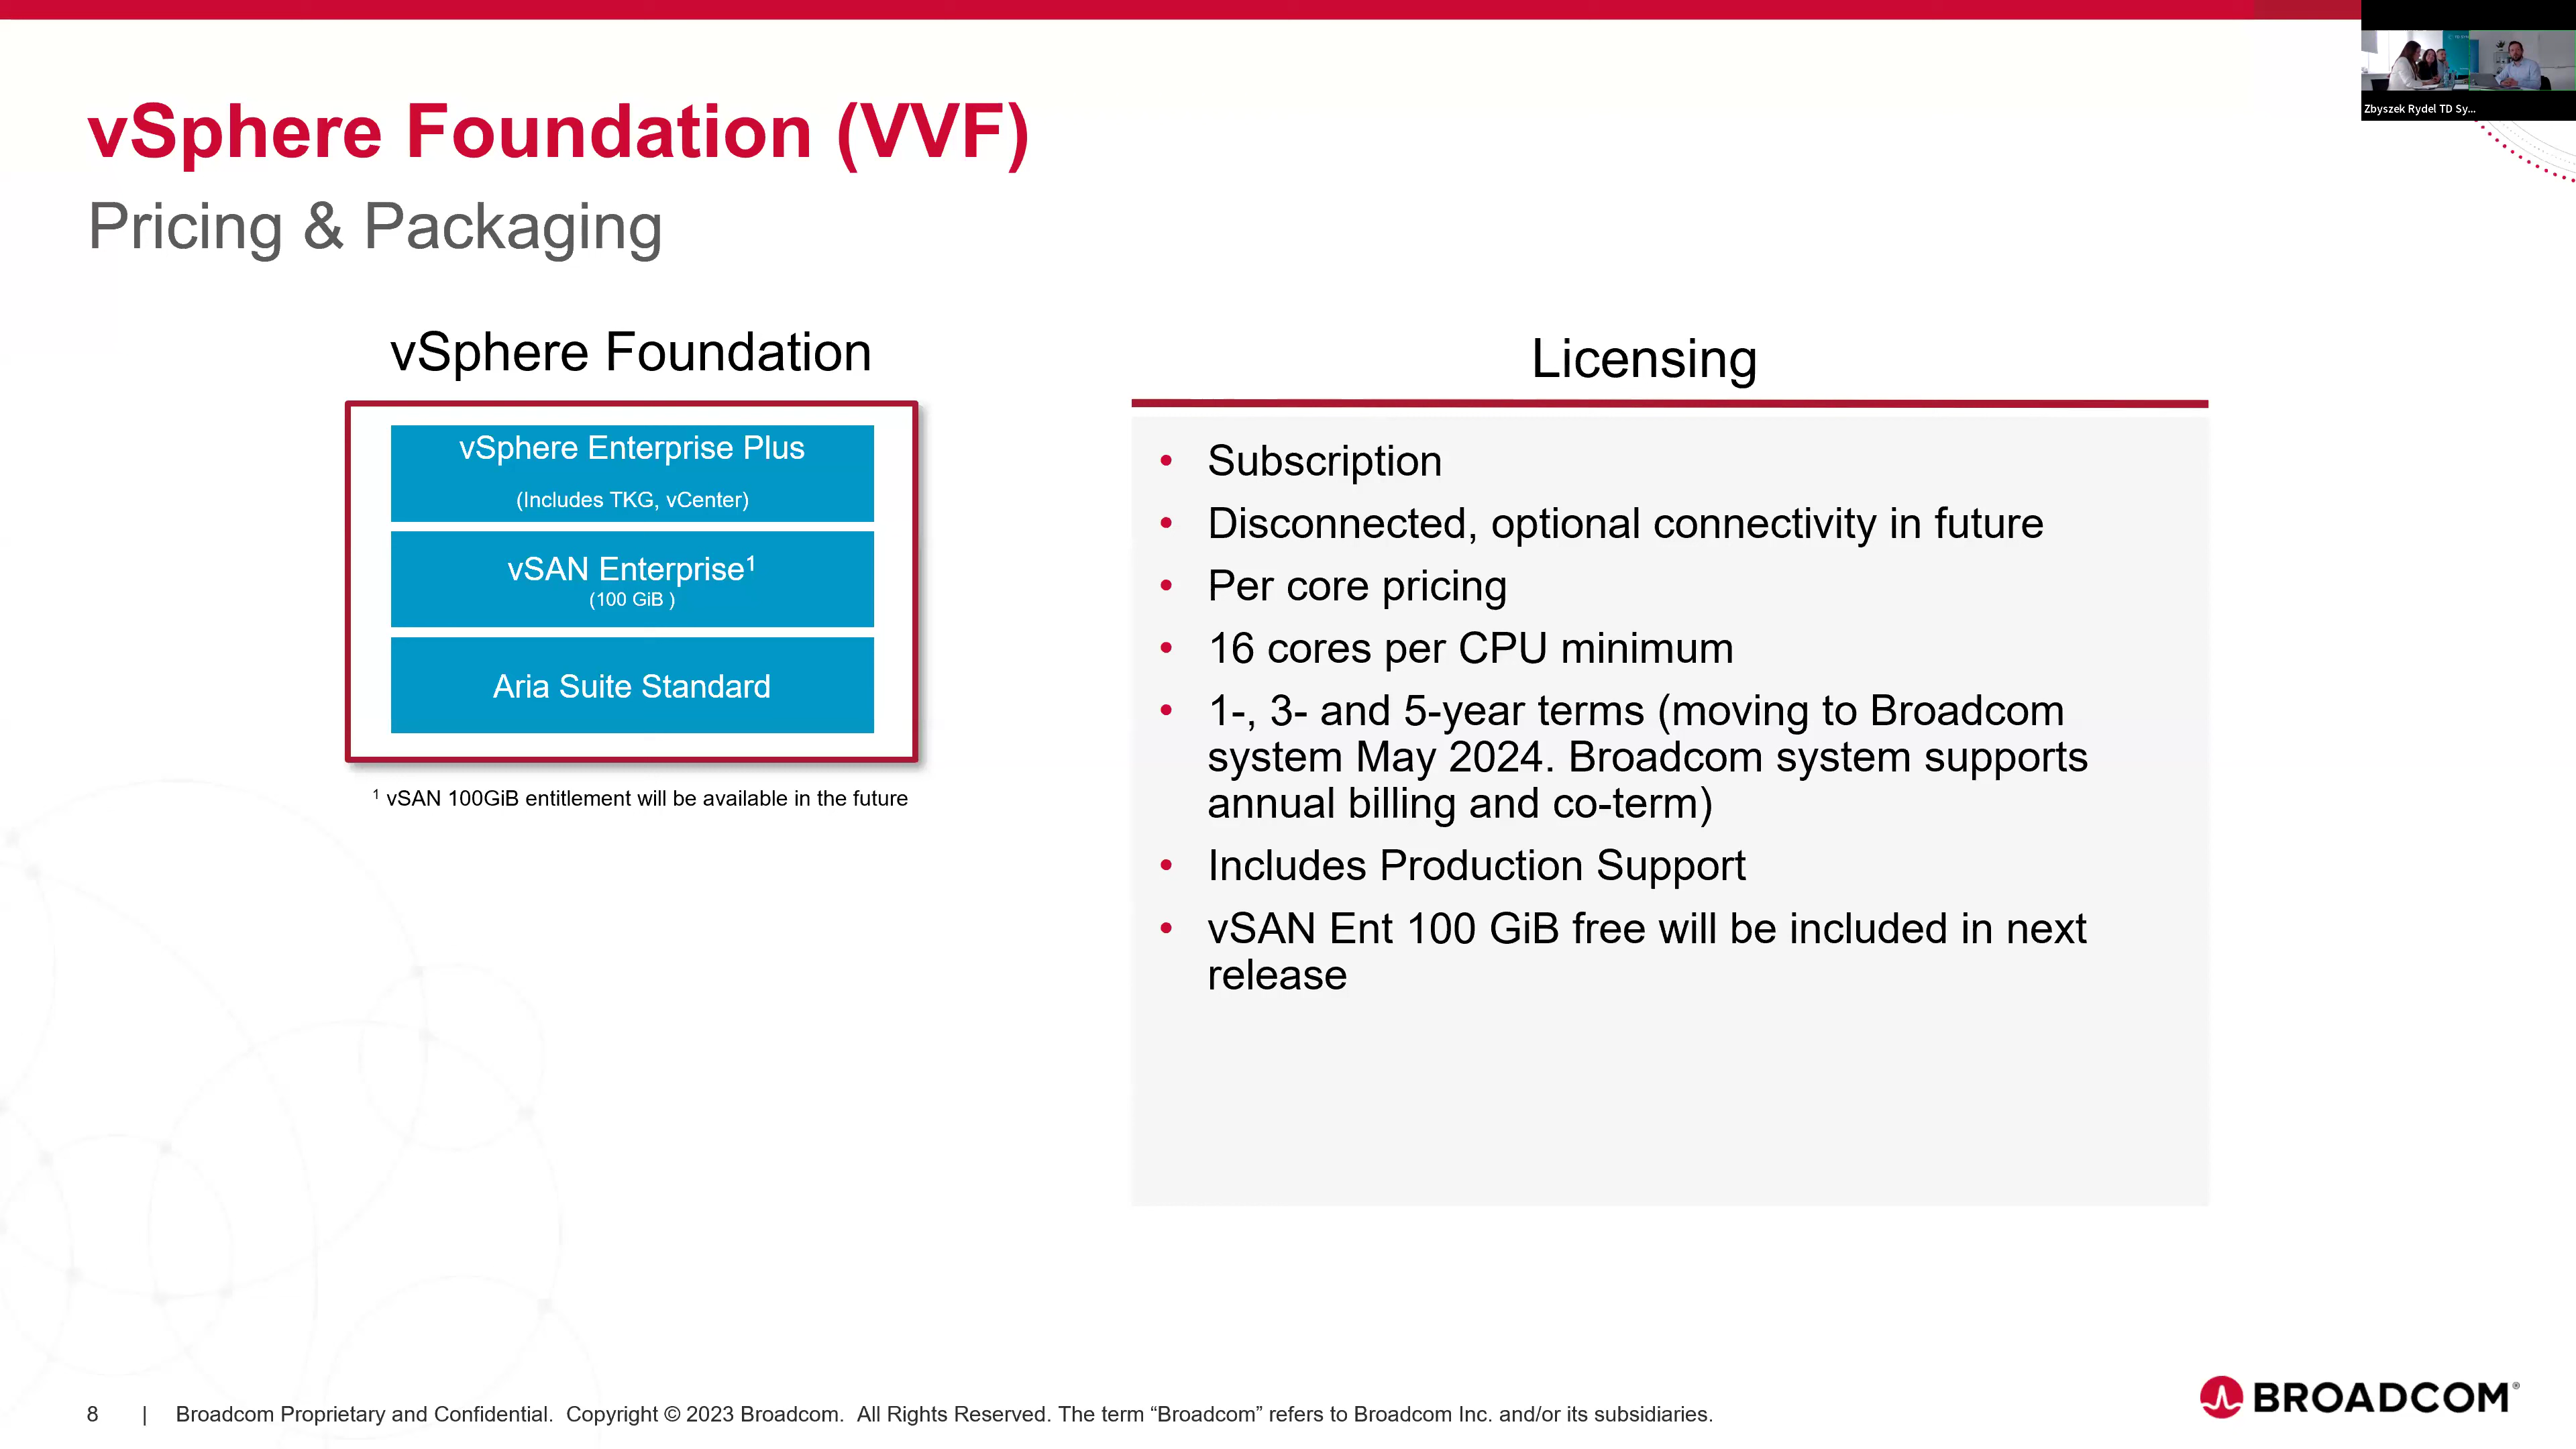 Zbyszek Rydel TD Sy...
vSphere Foundation (VVF)
Pricing & Packaging
vSphere Foundation
vSphere Enterprise Plus
(Includes TKG, vCenter)
vSAN Enterprise¹
(100 GiB )
Aria Suite Standard
¹ vSAN 100GiB entitlement will be available in the future
Licensing
• Subscription
• Disconnected, optional connectivity in future
• Per core pricing
• 16 cores per CPU minimum
• 1-, 3- and 5-year terms (moving to Broadcom
system May 2024. Broadcom system supports
annual billing and co-term)
• Includes Production Support
• vSAN Ent 100 GiB free will be included in next
release
8 | Broadcom Proprietary and Confidential. Copyright © 2023 Broadcom. All Rights Reserved. The term “Broadcom” refers to Broadcom Inc. and/or its subsidiaries.
BROADCOM®